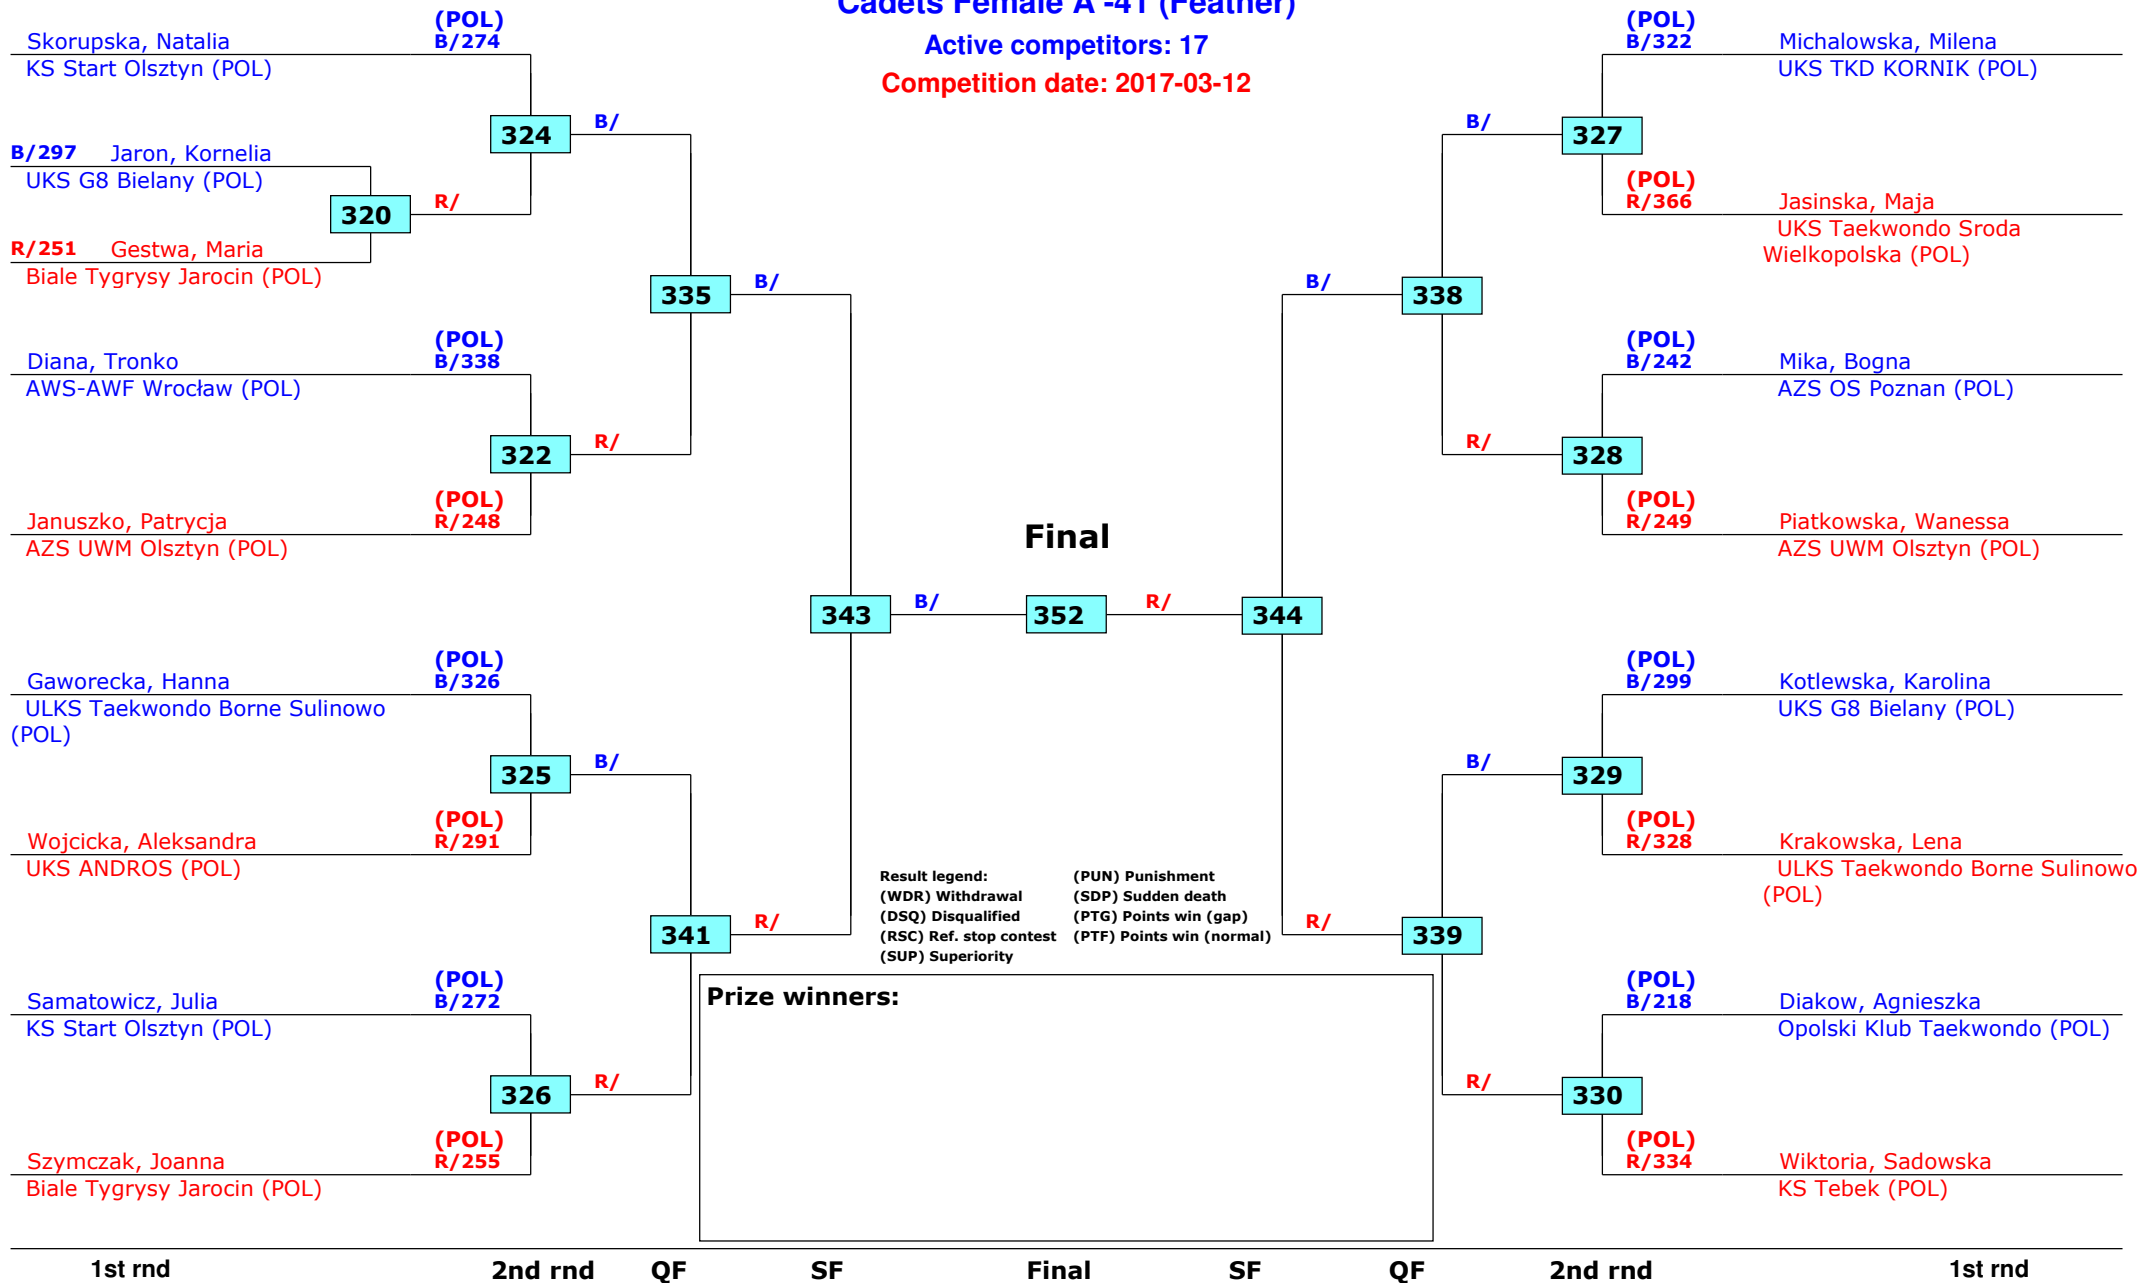 Cadets Female A -41 (Feather)
Active competitors: 17
Competition date: 2017-03-12
(POL)
Skorupska, Natalia B/274
KS Start Olsztyn (POL)
324
B/
B/297 Jaron, Kornelia
UKS G8 Bielany (POL)
320
R/
R/251 Gestwa, Maria
Biale Tygrysy Jarocin (POL)
335
B/
(POL)
Diana, Tronko B/338
AWS-AWF Wrocław (POL)
322
R/
(POL)
Januszko, Patrycja R/248
AZS UWM Olsztyn (POL)
343
B/
(POL)
Gaworecka, Hanna B/326
ULKS Taekwondo Borne Sulinowo
(POL)
325
B/
(POL)
Wojcicka, Aleksandra R/291
UKS ANDROS (POL)
341
R/
(POL)
Samatowicz, Julia B/272
KS Start Olsztyn (POL)
326
R/
(POL)
Szymczak, Joanna R/255
Biale Tygrysy Jarocin (POL)
Final
352
R/
344
(POL)
B/322 Michalowska, Milena
UKS TKD KORNIK (POL)
B/
327
(POL)
R/366 Jasinska, Maja
UKS Taekwondo Sroda
Wielkopolska (POL)
B/
338
(POL)
B/242 Mika, Bogna
AZS OS Poznan (POL)
R/
328
(POL)
R/249 Piatkowska, Wanessa
AZS UWM Olsztyn (POL)
(POL)
B/299 Kotlewska, Karolina
UKS G8 Bielany (POL)
B/
329
(POL)
R/328 Krakowska, Lena
ULKS Taekwondo Borne Sulinowo
(POL)
R/
339
(POL)
B/218 Diakow, Agnieszka
Opolski Klub Taekwondo (POL)
R/
330
(POL)
R/334 Wiktoria, Sadowska
KS Tebek (POL)
Result legend: (PUN) Punishment
(WDR) Withdrawal (SDP) Sudden death
(DSQ) Disqualified (PTG) Points win (gap)
(RSC) Ref. stop contest (PTF) Points win (normal)
(SUP) Superiority
Prize winners:
1st rnd 2nd rnd QF SF Final SF QF 2nd rnd 1st rnd